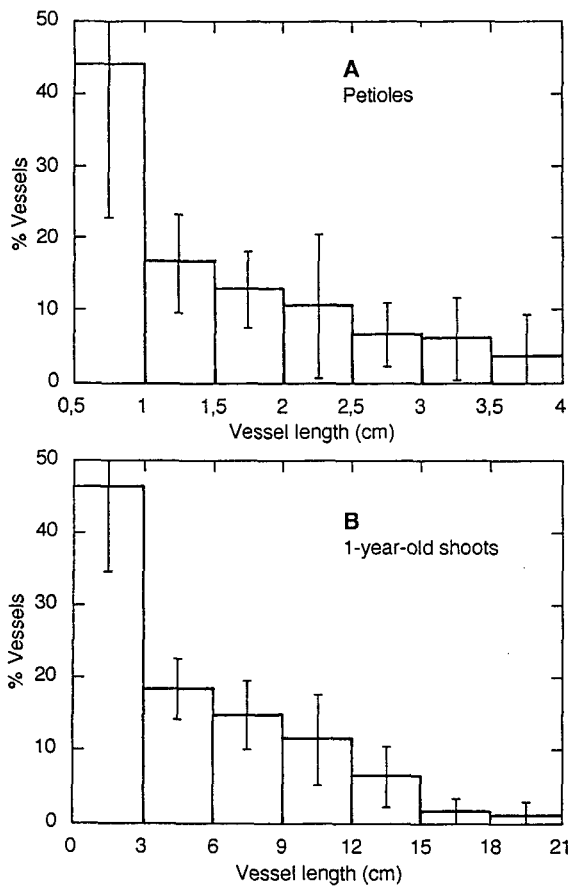 50
40
30
20
10
0
% Vessels
A
Petioles
0,5 1 1,5 2 2,5 3 3,5 4
Vessel length (cm)
50
40
30
20
10
0
% Vessels
B
1-year-old shoots
0 3 6 9 12 15 18 21
Vessel length (cm)